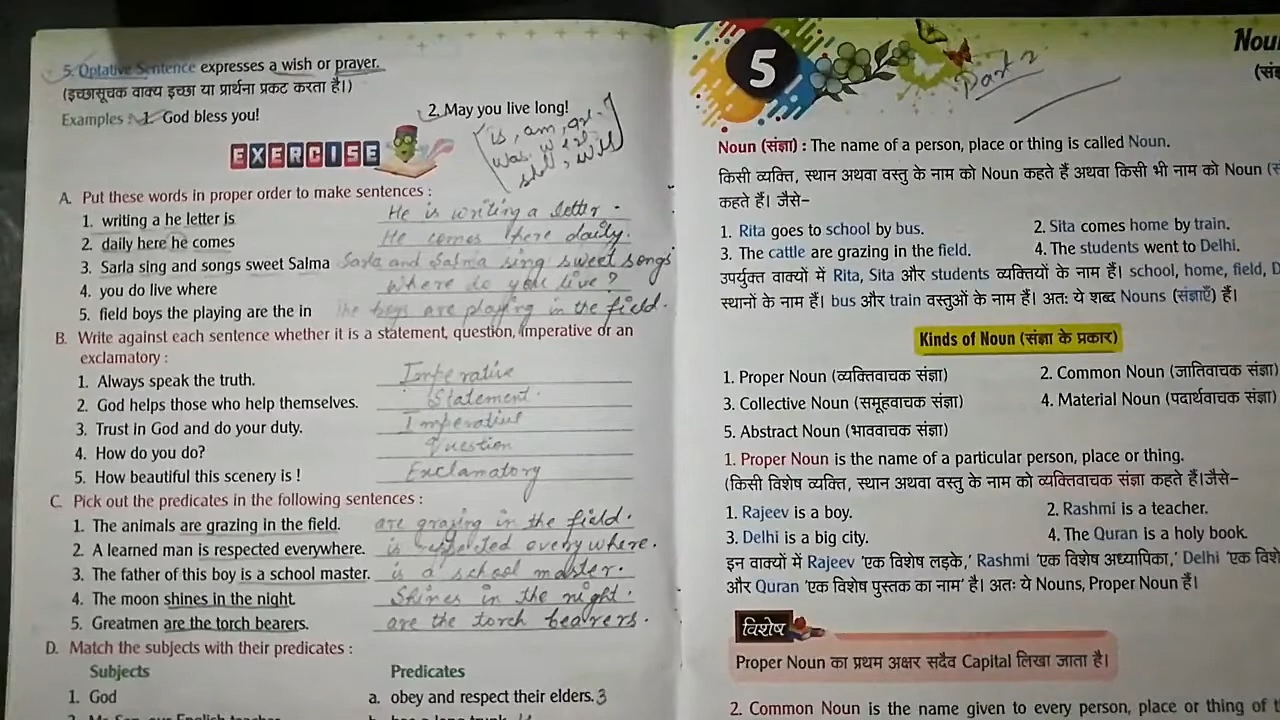 5. Optative Sentence expresses a wish or prayer.
(इच्छासूचक वाक्य इच्छा या प्रार्थना प्रकट करता है।)
Examples : 1. God bless you! 2. May you live long!
is, am, are
was, were
shall, will
EXERCISE
A. Put these words in proper order to make sentences :
1. writing a he letter is He is writing a letter.
2. daily here he comes He comes here daily.
3. Sarla sing and songs sweet Salma Sarla and Salma sing sweet songs
4. you do live where Where do you live?
5. field boys the playing are the in The boys are playing in the field.
B. Write against each sentence whether it is a statement, question, imperative or an
exclamatory :
1. Always speak the truth. Imperative
2. God helps those who help themselves. Statement.
3. Trust in God and do your duty. Imperative
4. How do you do? Question
5. How beautiful this scenery is ! Exclamatory
C. Pick out the predicates in the following sentences :
1. The animals are grazing in the field. are grazing in the field.
2. A learned man is respected everywhere. is respected everywhere.
3. The father of this boy is a school master. is a school master.
4. The moon shines in the night. Shines in the night.
5. Greatmen are the torch bearers. are the torch bearers.
D. Match the subjects with their predicates :
Subjects Predicates
1. God a. obey and respect their elders. 3
5
Part 2
Noun (संज्ञा) : The name of a person, place or thing is called Noun.
किसी व्यक्ति, स्थान अथवा वस्तु के नाम को Noun कहते हैं अथवा किसी भी नाम को Noun
कहते हैं। जैसे–
1. Rita goes to school by bus. 2. Sita comes home by train.
3. The cattle are grazing in the field. 4. The students went to Delhi.
उपर्युक्त वाक्यों में Rita, Sita और students व्यक्तियों के नाम हैं। school, home, field,
स्थानों के नाम हैं। bus और train वस्तुओं के नाम हैं। अतः ये शब्द Nouns (संज्ञाएँ) हैं।
Kinds of Noun (संज्ञा के प्रकार)
1. Proper Noun (व्यक्तिवाचक संज्ञा) 2. Common Noun (जातिवाचक संज्ञा)
3. Collective Noun (समूहवाचक संज्ञा) 4. Material Noun (पदार्थवाचक संज्ञा)
5. Abstract Noun (भाववाचक संज्ञा)
1. Proper Noun is the name of a particular person, place or thing.
(किसी विशेष व्यक्ति, स्थान अथवा वस्तु के नाम को व्यक्तिवाचक संज्ञा कहते हैं।जैसे–
1. Rajeev is a boy. 2. Rashmi is a teacher.
3. Delhi is a big city. 4. The Quran is a holy book.
इन वाक्यों में Rajeev 'एक विशेष लड़के,' Rashmi 'एक विशेष अध्यापिका,' Delhi 'एक
और Quran 'एक विशेष पुस्तक का नाम' है। अतः ये Nouns, Proper Noun हैं।
विशेष
Proper Noun का प्रथम अक्षर सदैव Capital लिखा जाता है।
2. Common Noun is the name given to every person, place or thing of